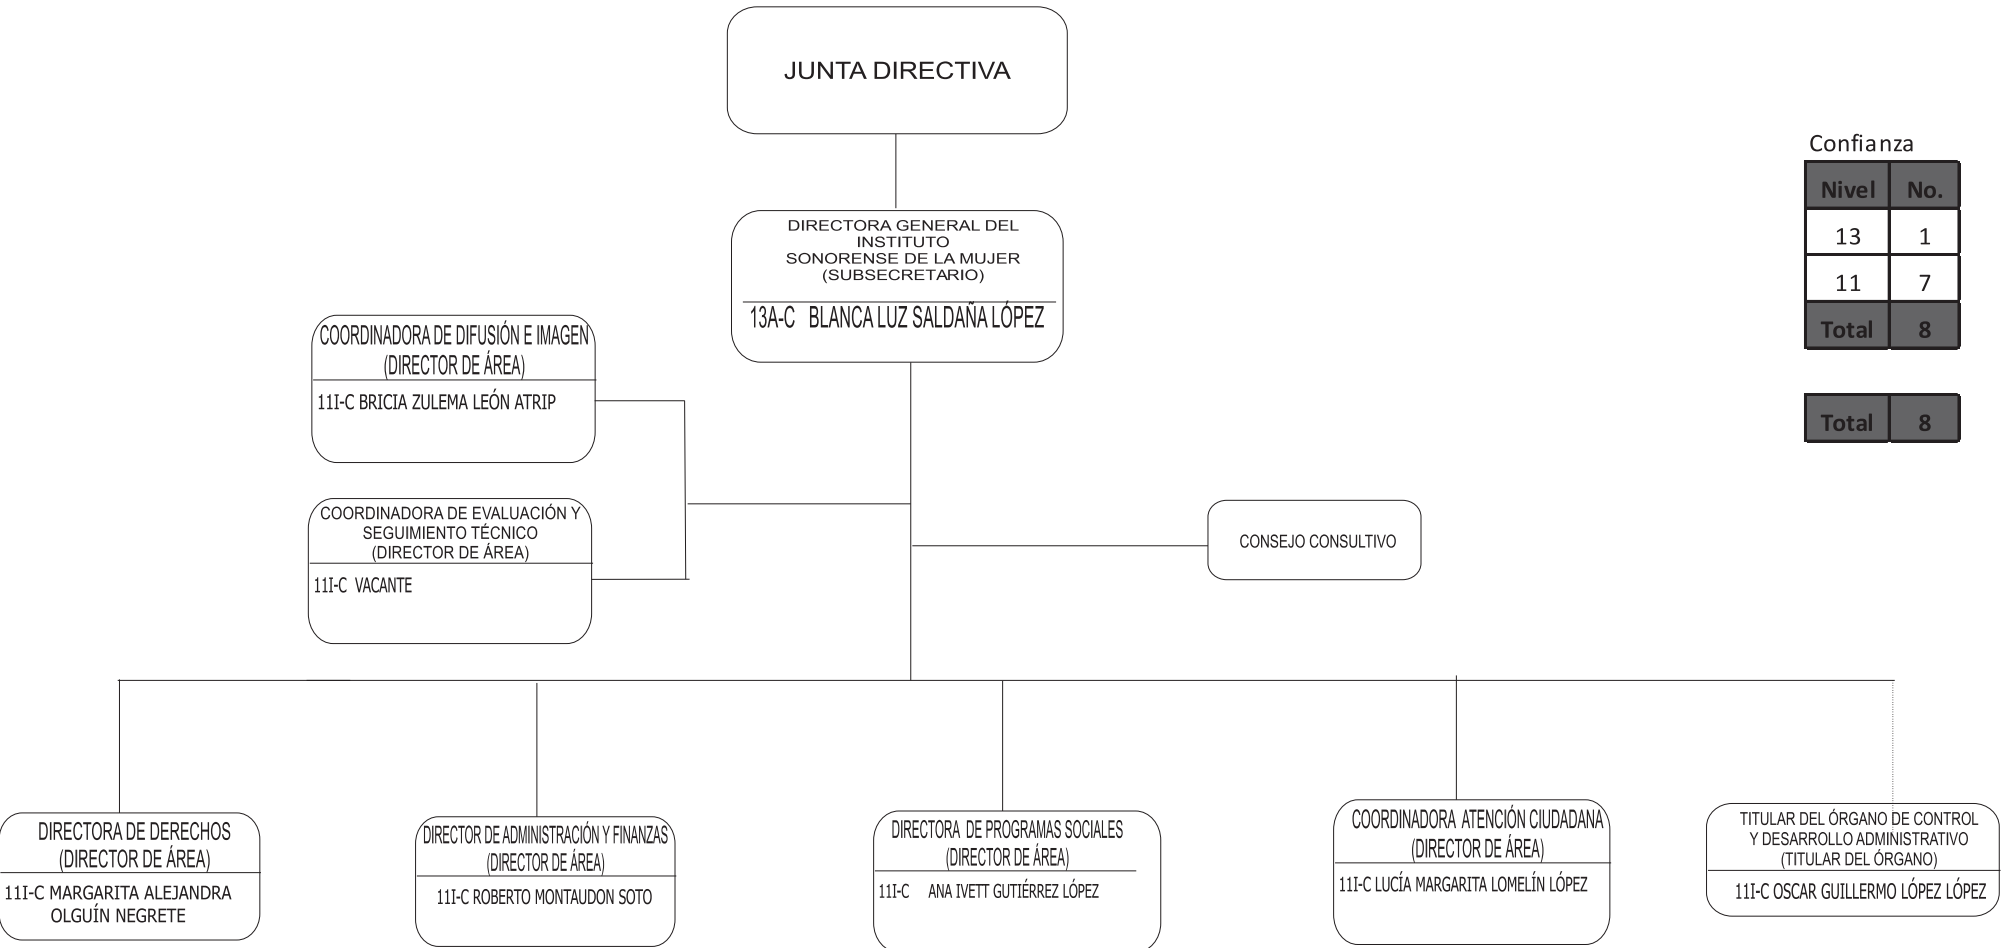 JUNTA DIRECTIVA
Confianza
Nivel No.
13 1
11 7
Total 8
Total 8
DIRECTORA GENERAL DEL
INSTITUTO
SONORENSE DE LA MUJER
(SUBSECRETARIO)
13A-C BLANCA LUZ SALDAÑA LÓPEZ
COORDINADORA DE DIFUSIÓN E IMAGEN
(DIRECTOR DE ÁREA)
11I-C BRICIA ZULEMA LEÓN ATRIP
COORDINADORA DE EVALUACIÓN Y
SEGUIMIENTO TÉCNICO
(DIRECTOR DE ÁREA)
11I-C VACANTE
CONSEJO CONSULTIVO
DIRECTORA DE DERECHOS
(DIRECTOR DE ÁREA)
11I-C MARGARITA ALEJANDRA
OLGUÍN NEGRETE
DIRECTOR DE ADMINISTRACIÓN Y FINANZAS
(DIRECTOR DE ÁREA)
11I-C ROBERTO MONTAUDON SOTO
DIRECTORA DE PROGRAMAS SOCIALES
(DIRECTOR DE ÁREA)
11I-C ANA IVETT GUTIÉRREZ LÓPEZ
COORDINADORA ATENCIÓN CIUDADANA
(DIRECTOR DE ÁREA)
11I-C LUCÍA MARGARITA LOMELÍN LÓPEZ
TITULAR DEL ÓRGANO DE CONTROL
Y DESARROLLO ADMINISTRATIVO
(TITULAR DEL ÓRGANO)
11I-C OSCAR GUILLERMO LÓPEZ LÓPEZ